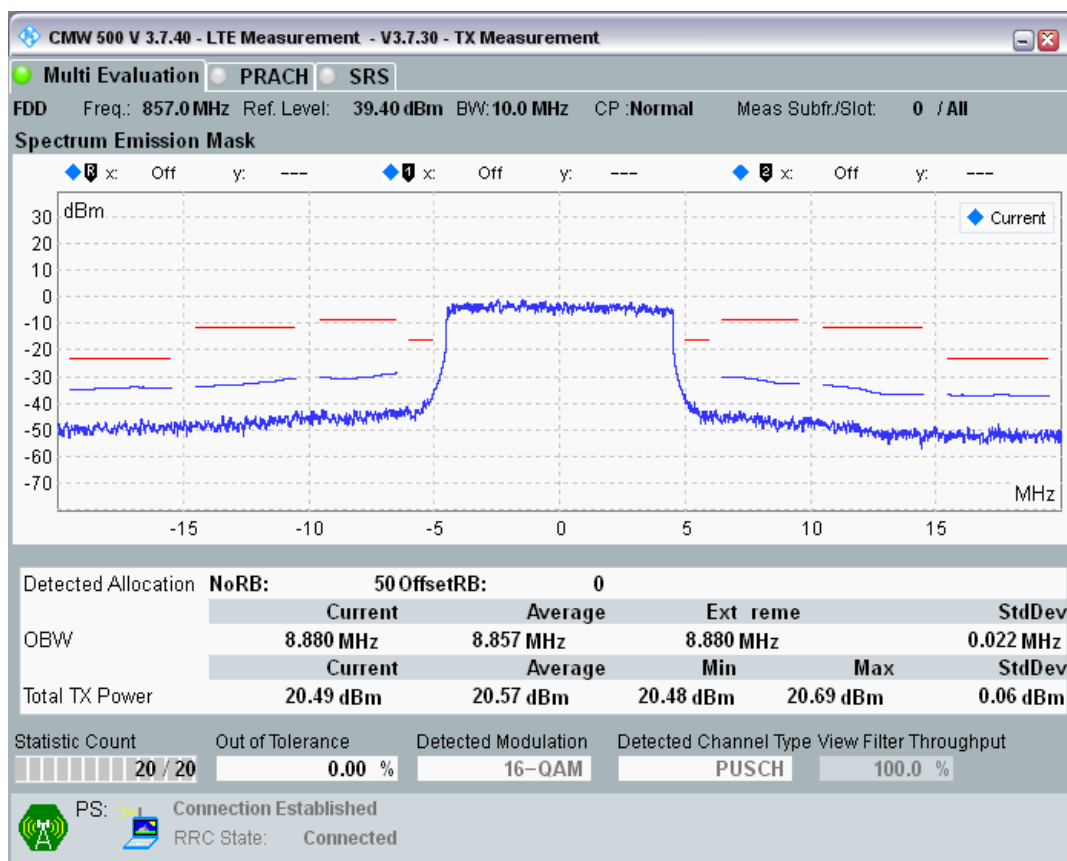 CMW 500 V 3.7.40 - LTE Measurement - V3.7.30 - TX Measurement
Multi Evaluation PRACH SRS
FDD Freq.: 857.0 MHz Ref. Level: 39.40 dBm BW: 10.0 MHz CP :Normal Meas Subfr./Slot: 0 / All
Spectrum Emission Mask
R x: Off y: --- 1 x: Off y: --- 2 x: Off y: ---
dBm
Current
30
20
10
0
-10
-20
-30
-40
-50
-60
-70
MHz
-15 -10 -5 0 5 10 15
Detected Allocation NoRB: 50 OffsetRB: 0
Current Average Ext reme StdDev
OBW 8.880 MHz 8.857 MHz 8.880 MHz 0.022 MHz
Current Average Min Max StdDev
Total TX Power 20.49 dBm 20.57 dBm 20.48 dBm 20.69 dBm 0.06 dBm
Statistic Count Out of Tolerance Detected Modulation Detected Channel Type View Filter Throughput
20 / 20 0.00 % 16-QAM PUSCH 100.0 %
PS: Connection Established
RRC State: Connected